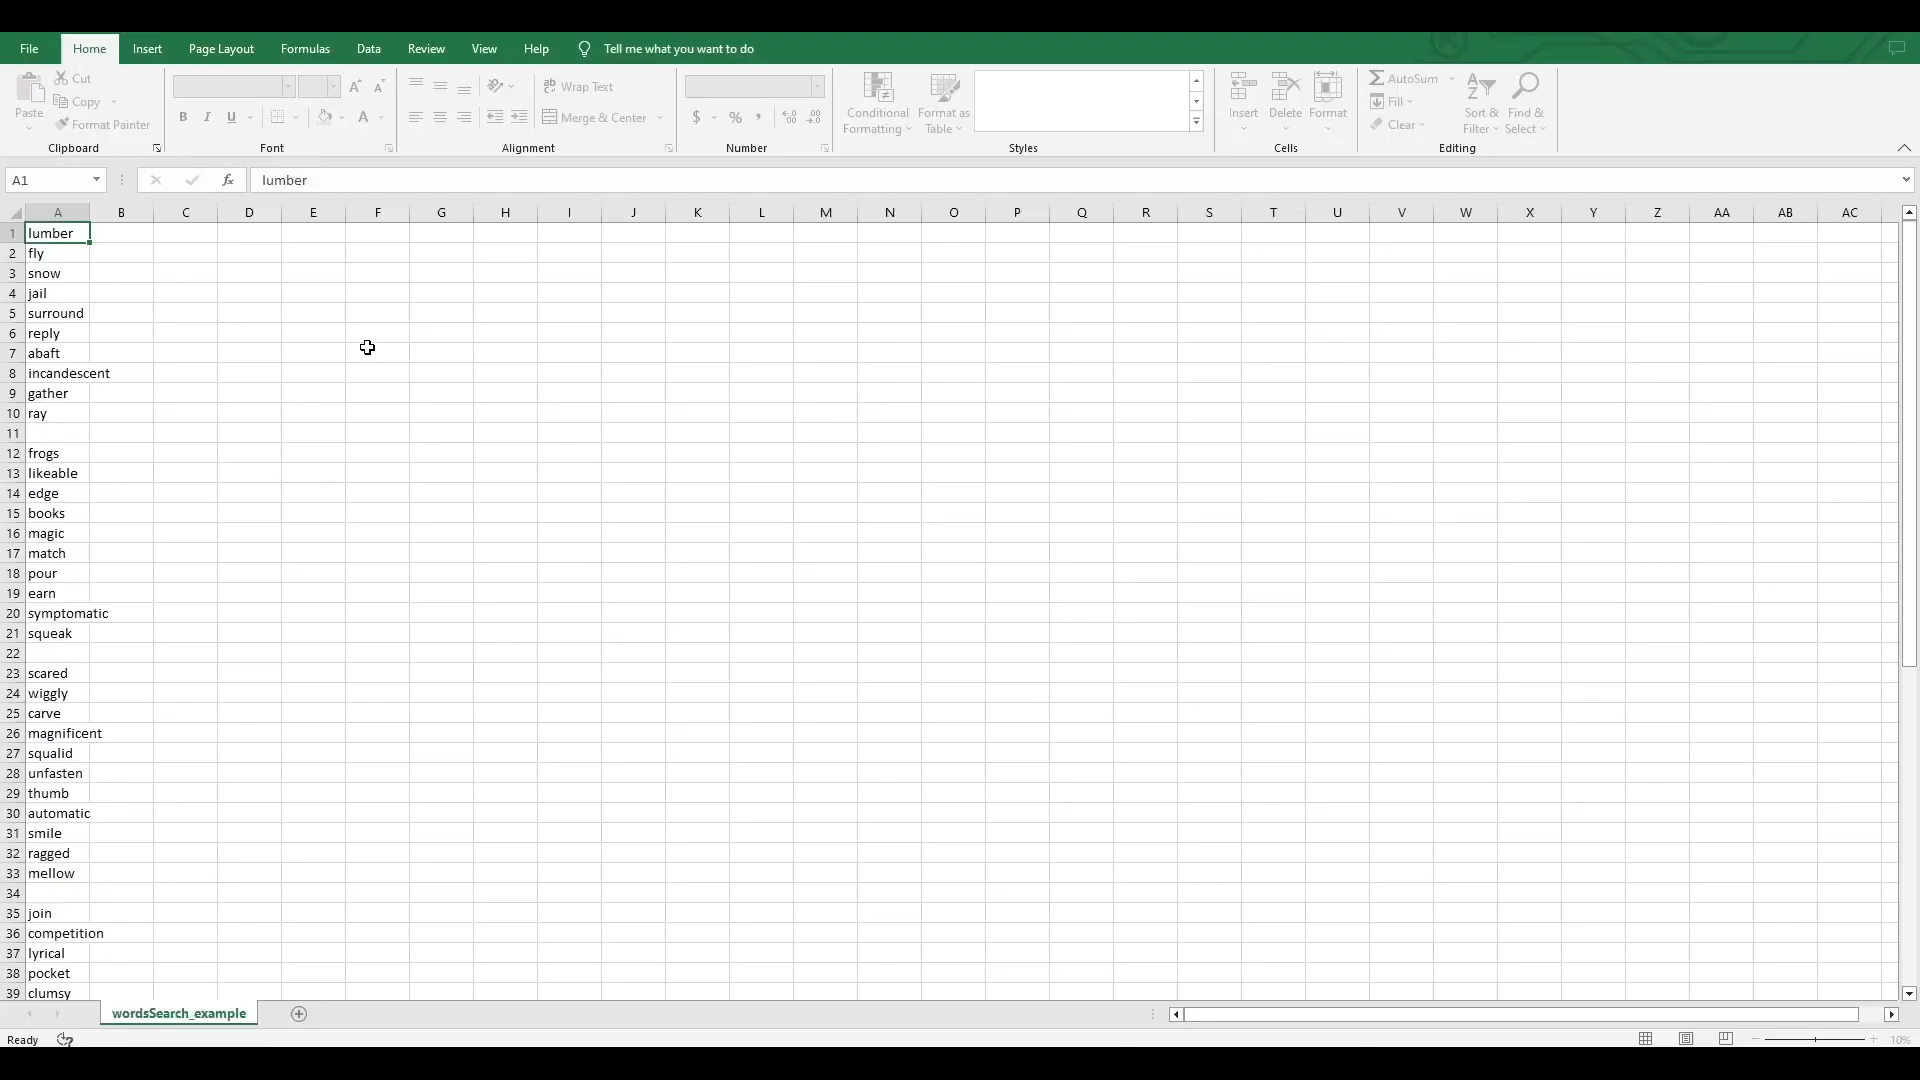 File Home Insert Page Layout Formulas Data Review View Help Tell me what you want to do
Paste
Cut
Copy
Format Painter
Clipboard
B I U A
Font
Wrap Text
Merge & Center
Alignment
$ % ,
Number
Conditional Formatting
Format as Table
Styles
Insert Delete Format
Cells
AutoSum
Fill
Clear
Sort & Filter
Find & Select
Editing
A1 fx lumber
A B C D E F G H I J K L M N O P Q R S T U V W X Y Z AA AB AC
1 lumber
2 fly
3 snow
4 jail
5 surround
6 reply
7 abaft
8 incandescent
9 gather
10 ray
11
12 frogs
13 likeable
14 edge
15 books
16 magic
17 match
18 pour
19 earn
20 symptomatic
21 squeak
22
23 scared
24 wiggly
25 carve
26 magnificent
27 squalid
28 unfasten
29 thumb
30 automatic
31 smile
32 ragged
33 mellow
34
35 join
36 competition
37 lyrical
38 pocket
39 clumsy
wordsSearch_example
Ready 10%